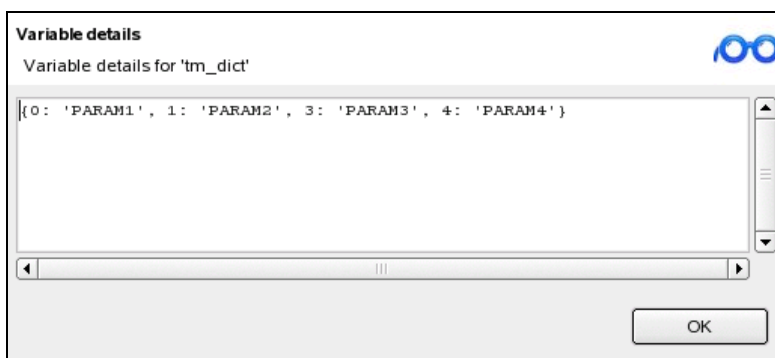 Variable details
Variable details for 'tm_dict'
{0: 'PARAM1', 1: 'PARAM2', 3: 'PARAM3', 4: 'PARAM4'}
OK